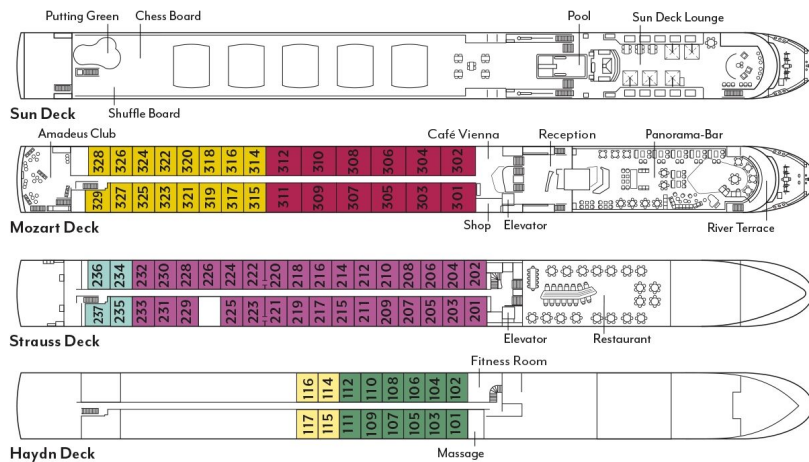 Putting Green
Chess Board
Pool
Sun Deck Lounge
Shuffle Board
Sun Deck
Amadeus Club
Café Vienna
Reception
Panorama-Bar
328 326 324 322 320 318 316 314 312 310 308 306 304 302
329 327 325 323 321 319 317 315 311 309 307 305 303 301
Shop
Elevator
River Terrace
Mozart Deck
236 234 232 230 228 226 224 222 220 218 216 214 212 210 208 206 204 202
237 235 233 231 229 225 223 221 219 217 215 211 209 207 205 203 201
Elevator
Restaurant
Strauss Deck
Fitness Room
116 114 112 110 108 106 104 102
117 115 111 109 107 105 103 101
Massage
Haydn Deck